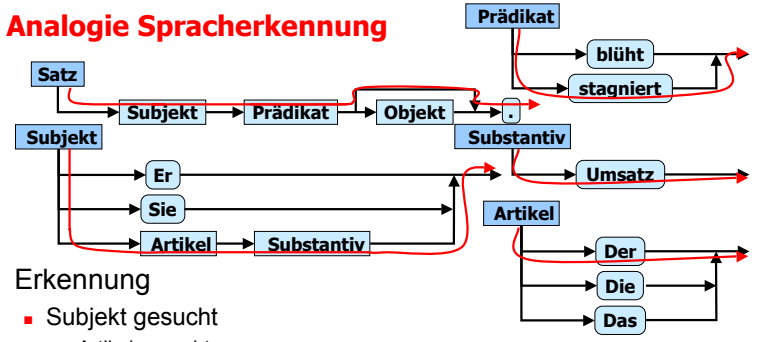 Analogie Spracherkennung
Prädikat
blüht
stagniert
Satz
Subjekt Prädikat Objekt .
Subjekt
Er
Sie
Artikel Substantiv
Substantiv
Umsatz
Artikel
Der
Die
Das
Erkennung
Subjekt gesucht